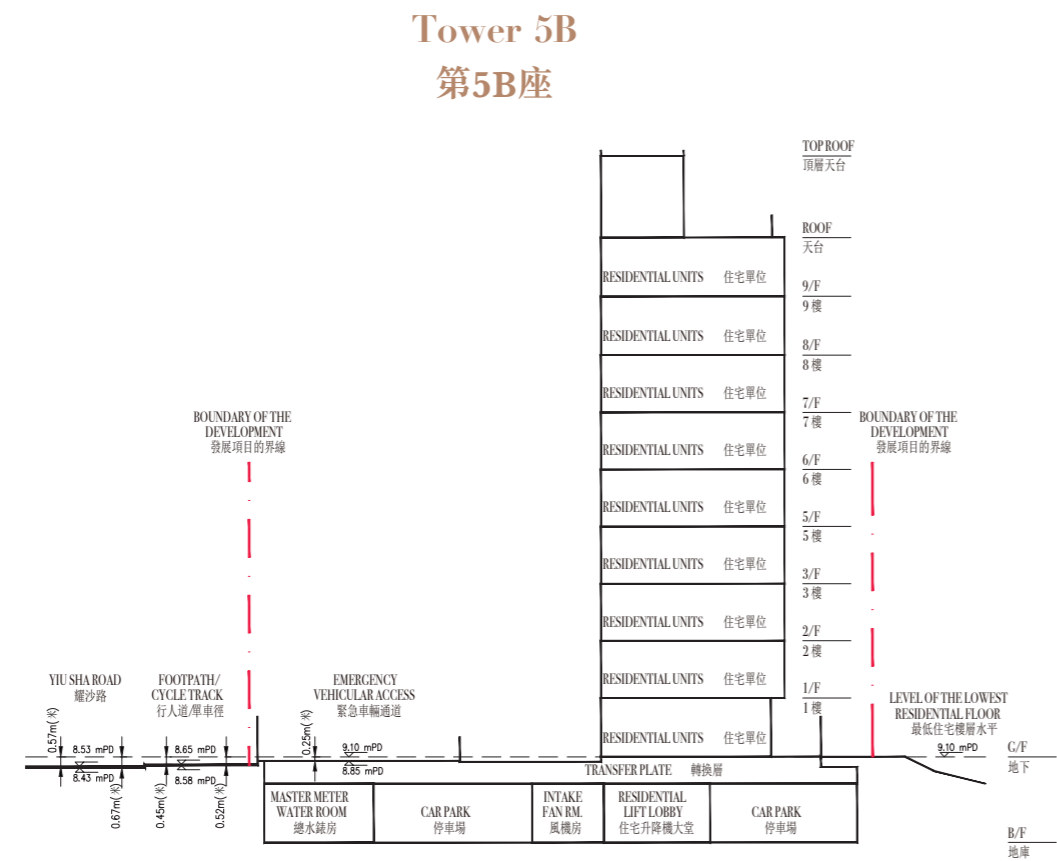 Tower 5B
第5B座
TOP ROOF
頂層天台
ROOF
天台
RESIDENTIAL UNITS 住宅單位
9/F
9 樓
RESIDENTIAL UNITS 住宅單位
8/F
8 樓
RESIDENTIAL UNITS 住宅單位
7/F
7 樓
BOUNDARY OF THE
DEVELOPMENT
發展項目的界線
BOUNDARY OF THE
DEVELOPMENT
發展項目的界線
RESIDENTIAL UNITS 住宅單位
6/F
6 樓
RESIDENTIAL UNITS 住宅單位
5/F
5 樓
RESIDENTIAL UNITS 住宅單位
3/F
3 樓
RESIDENTIAL UNITS 住宅單位
2/F
2 樓
RESIDENTIAL UNITS 住宅單位
1/F
1 樓
YIU SHA ROAD
耀沙路
FOOTPATH/
CYCLE TRACK
行人道/單車徑
EMERGENCY
VEHICULAR ACCESS
緊急車輛通道
LEVEL OF THE LOWEST
RESIDENTIAL FLOOR
最低住宅樓層水平
RESIDENTIAL UNITS 住宅單位
0.57m(米)
8.53 mPD
8.43 mPD
0.67m(米)
0.45m(米)
8.65 mPD
8.58 mPD
0.52m(米)
0.25m(米)
9.10 mPD
8.85 mPD
9.10 mPD
G/F
地下
TRANSFER PLATE 轉換層
MASTER METER
WATER ROOM
總水錶房
CAR PARK
停車場
INTAKE
FAN RM.
風機房
RESIDENTIAL
LIFT LOBBY
住宅升降機大堂
CAR PARK
停車場
B/F
地庫